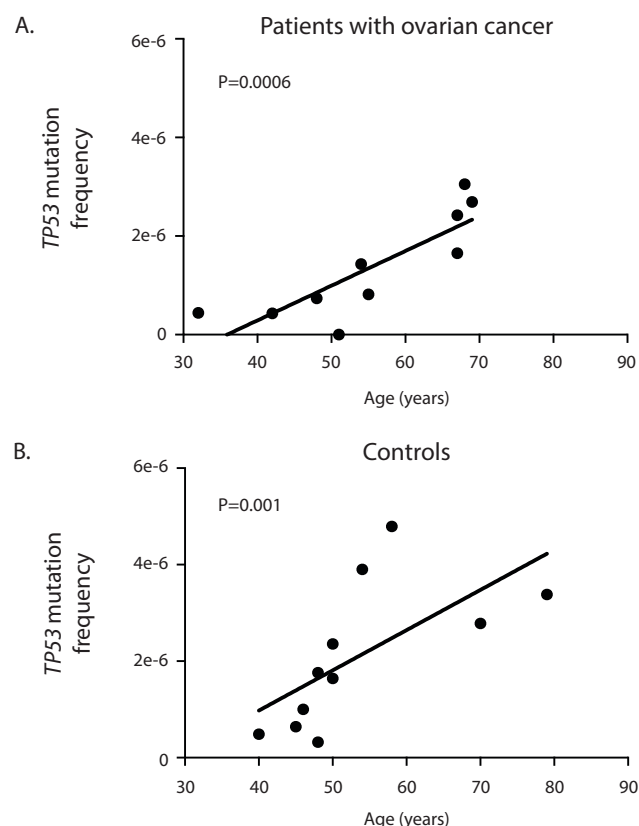 A.
Patients with ovarian cancer
6e-6
P=0.0006
4e-6
TP53 mutation
frequency
2e-6
0
30 40 50 60 70 80 90
Age (years)
B.
Controls
6e-6
P=0.001
4e-6
TP53 mutation
frequency
2e-6
0
30 40 50 60 70 80 90
Age (years)